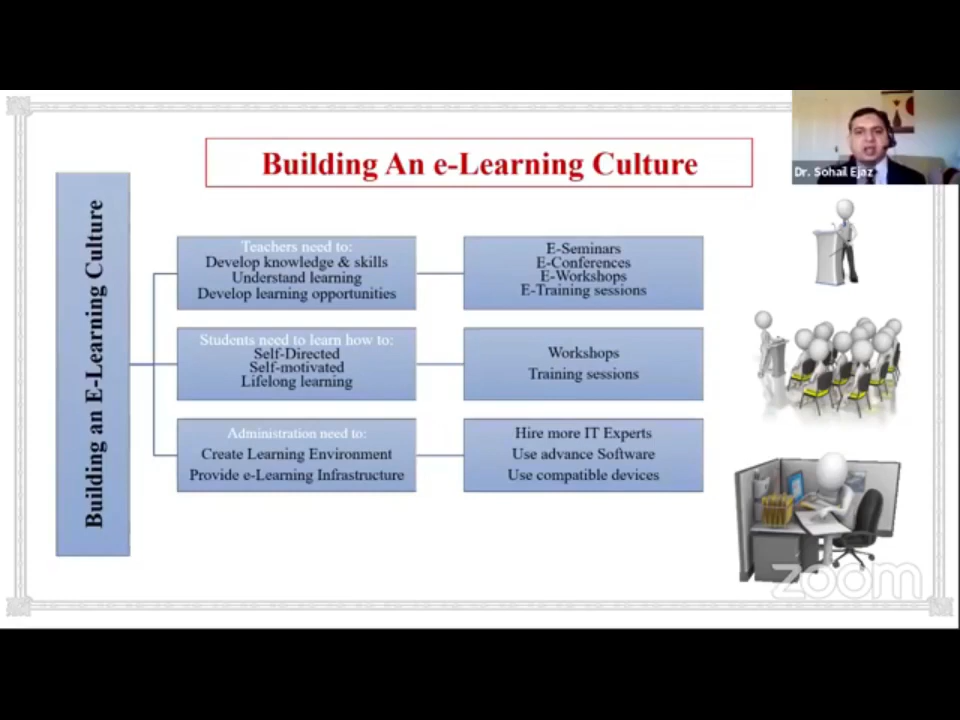 Building An e-Learning Culture
Dr. Sohail Ejaz
Building an E-Learning Culture
Teachers need to:
Develop knowledge & skills
Understand learning
Develop learning opportunities
E-Seminars
E-Conferences
E-Workshops
E-Training sessions
Students need to learn how to:
Self-Directed
Self-motivated
Lifelong learning
Workshops
Training sessions
Administration need to:
Create Learning Environment
Provide e-Learning Infrastructure
Hire more IT Experts
Use advance Software
Use compatible devices
zoom